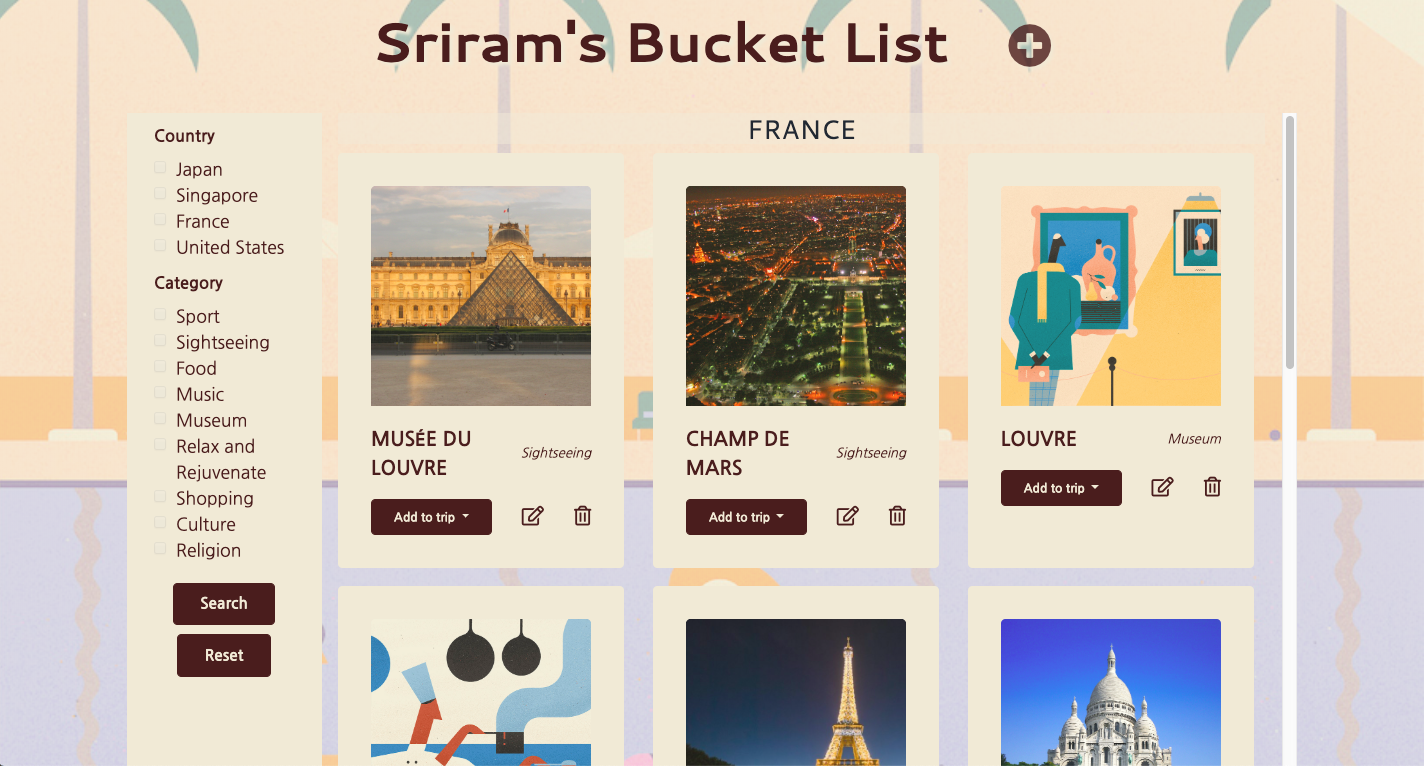 Sriram's Bucket List
Country
Japan
Singapore
France
United States
Category
Sport
Sightseeing
Food
Music
Museum
Relax and
Rejuvenate
Shopping
Culture
Religion
Search
Reset
FRANCE
MUSÉE DU
LOUVRE
Sightseeing
Add to trip
CHAMP DE
MARS
Sightseeing
Add to trip
LOUVRE
Museum
Add to trip